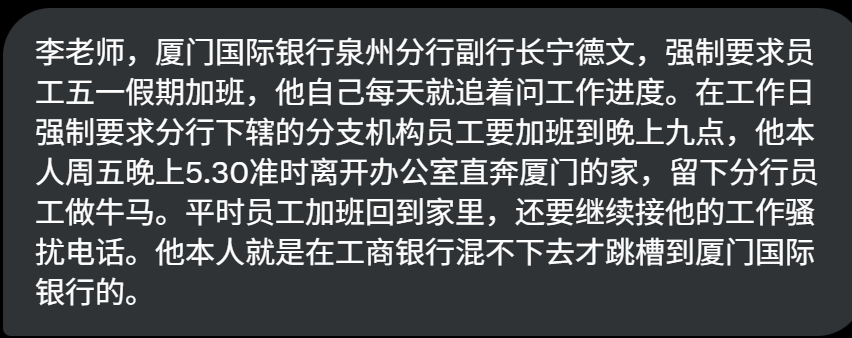 李老师，厦门国际银行泉州分行副行长宁德文，强制要求员
工五一假期加班，他自己每天就追着问工作进度。在工作日
强制要求分行下辖的分支机构员工要加班到晚上九点，他本
人周五晚上5.30准时离开办公室直奔厦门的家，留下分行员
工做牛马。平时员工加班回到家里，还要继续接他的工作骚
扰电话。他本人就是在工商银行混不下去才跳槽到厦门国际
银行的。